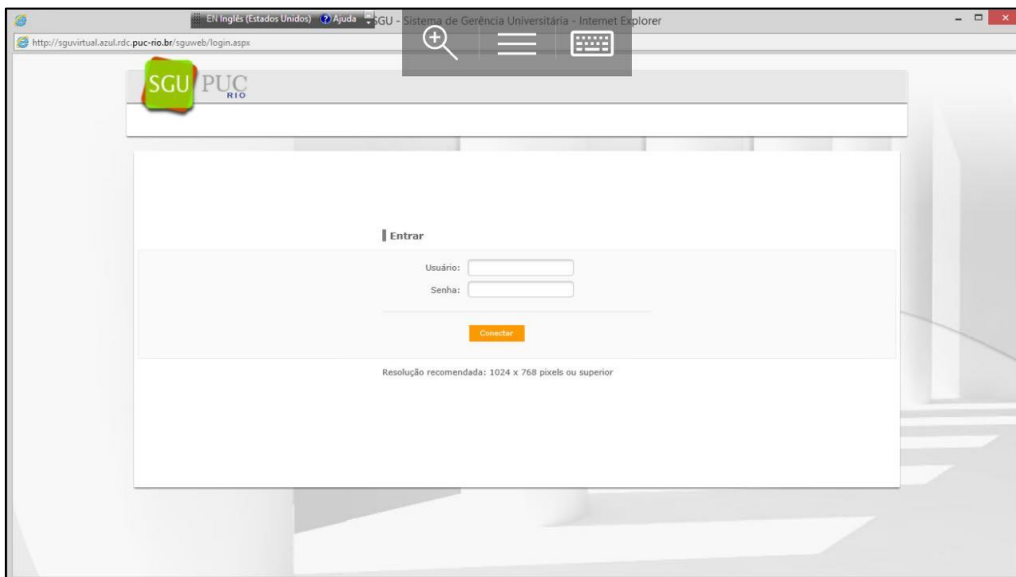 EN Inglês (Estados Unidos) Ajuda SGU - Sistema de Gerência Universitária - Internet Explorer
http://sguvirtual.azul.rdc.puc-rio.br/sguweb/login.aspx
SGU PUC
RIO
Entrar
Usuário:
Senha:
Conectar
Resolução recomendada: 1024 x 768 pixels ou superior